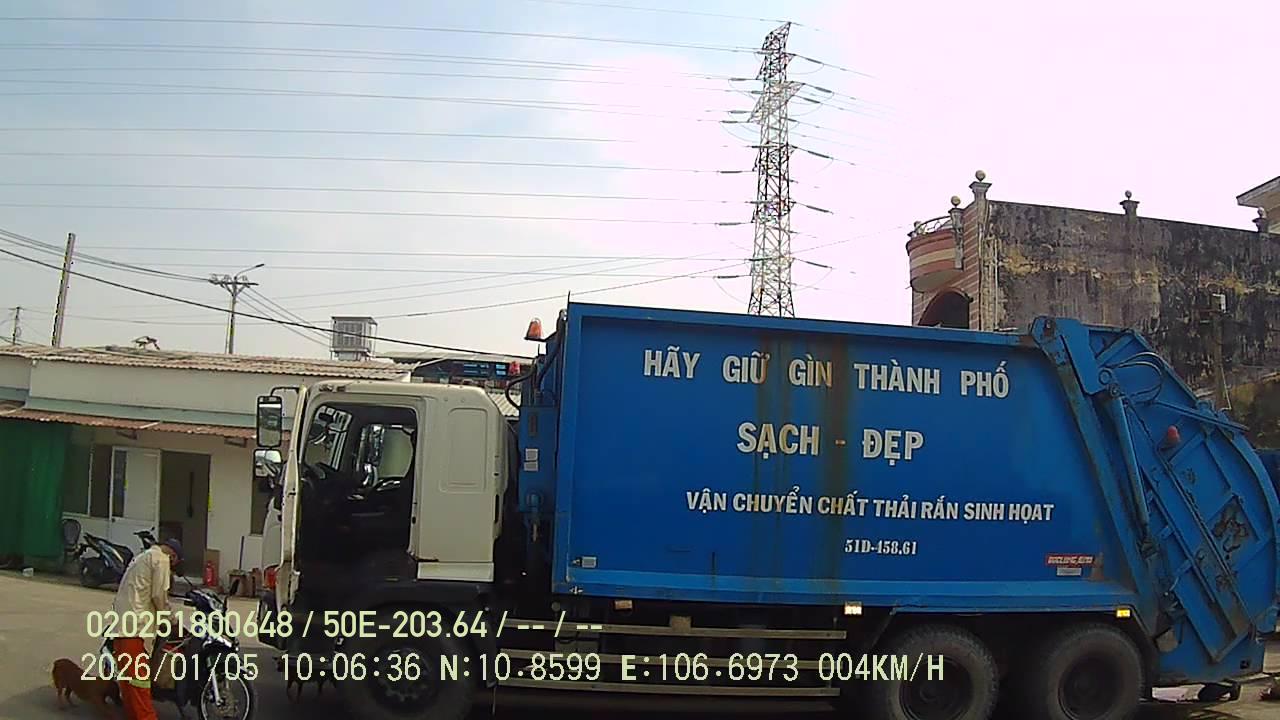 HÃY GIỮ GÌN THÀNH PHỐ
SẠCH - ĐẸP
VẬN CHUYỂN CHẤT THẢI RẮN SINH HOẠT
51D-458.61
020251800648 / 50E-203.64 / -- / --
2026/01/05 10:06:36 N:10.8599 E:106.6973 004KM/H